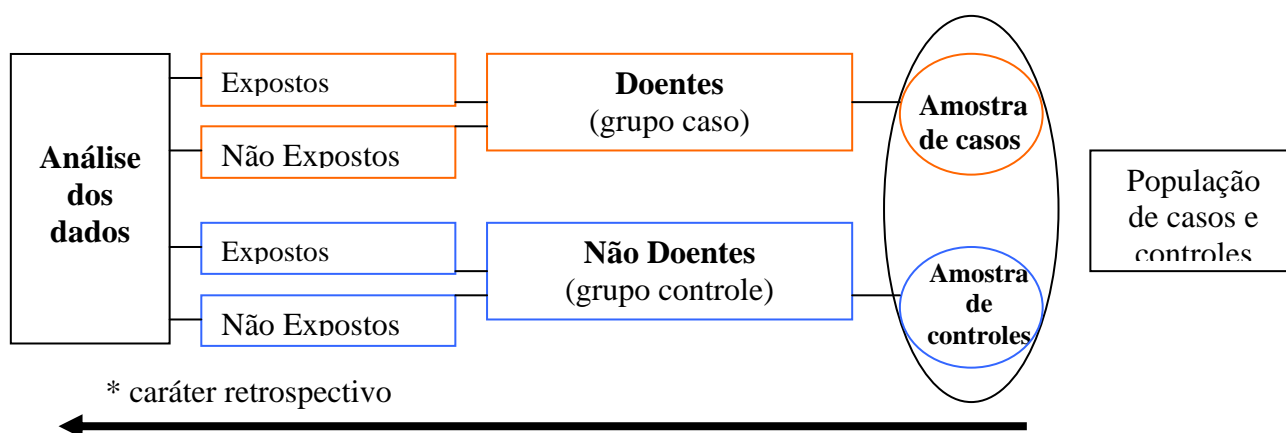 Análise
dos
dados
Expostos
Não Expostos
Expostos
Não Expostos
Doentes
(grupo caso)
Não Doentes
(grupo controle)
Amostra
de casos
Amostra
de
controles
População
de casos e
controles
* caráter retrospectivo